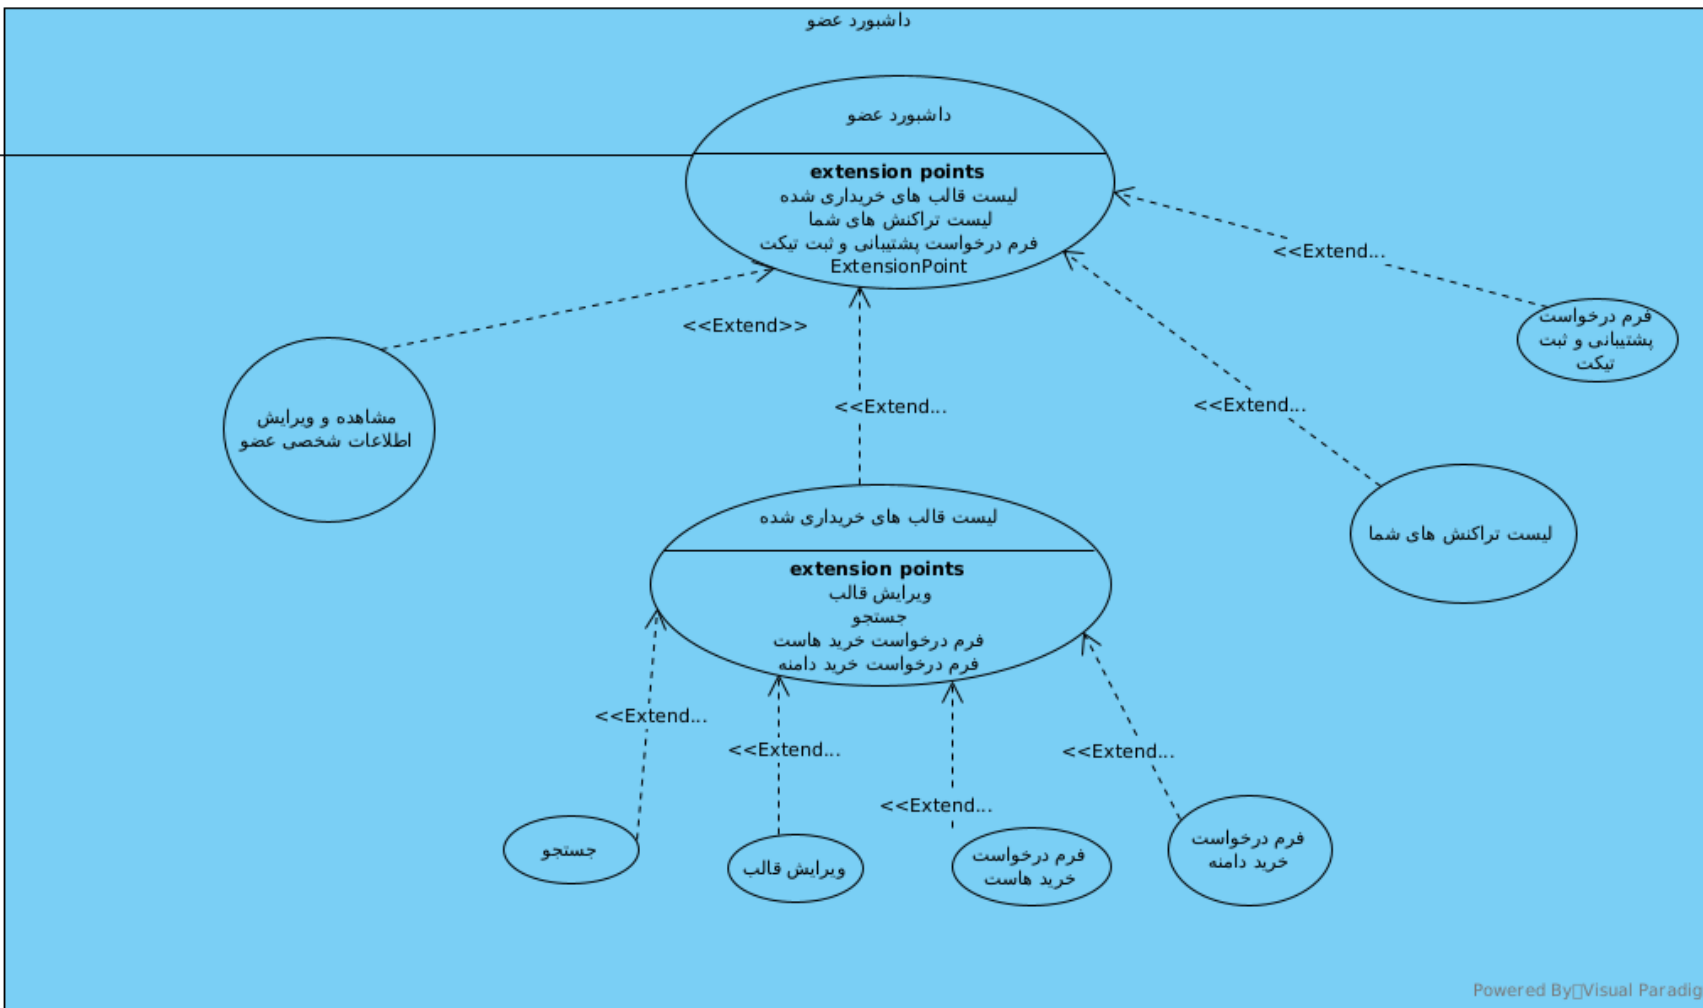 داشبورد عضو
داشبورد عضو
extension points
لیست قالب های خریداری شده
لیست تراکنش های شما
فرم درخواست پشتیبانی و ثبت تیکت
ExtensionPoint
<<Extend...
فرم درخواست
پشتیبانی و ثبت
تیکت
<<Extend>>
<<Extend...
<<Extend...
مشاهده و ویرایش
اطلاعات شخصی عضو
لیست تراکنش های شما
لیست قالب های خریداری شده
extension points
ویرایش قالب
جستجو
فرم درخواست خرید هاست
فرم درخواست خرید دامنه
<<Extend...
<<Extend...
<<Extend...
<<Extend...
جستجو
ویرایش قالب
فرم درخواست
خرید هاست
فرم درخواست
خرید دامنه
Powered By Visual Paradig